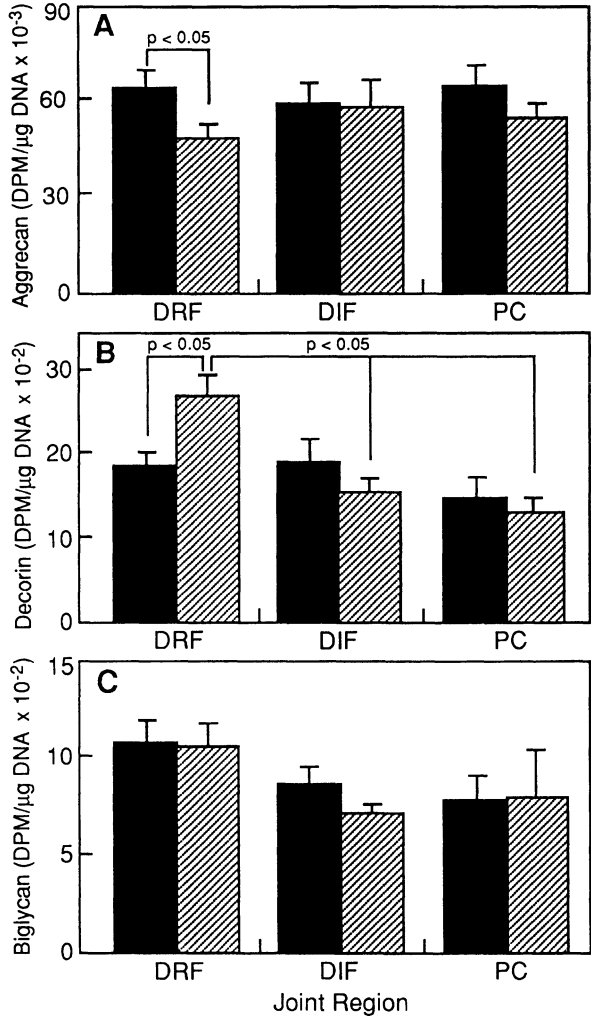 A
Aggrecan (DPM/µg DNA x 10-3)
90
60
30
0
p < 0.05
DRF DIF PC
B
Decorin (DPM/µg DNA x 10-2)
30
20
10
0
p < 0.05 p < 0.05
DRF DIF PC
C
Biglycan (DPM/µg DNA x 10-2)
15
10
5
0
DRF DIF PC
Joint Region